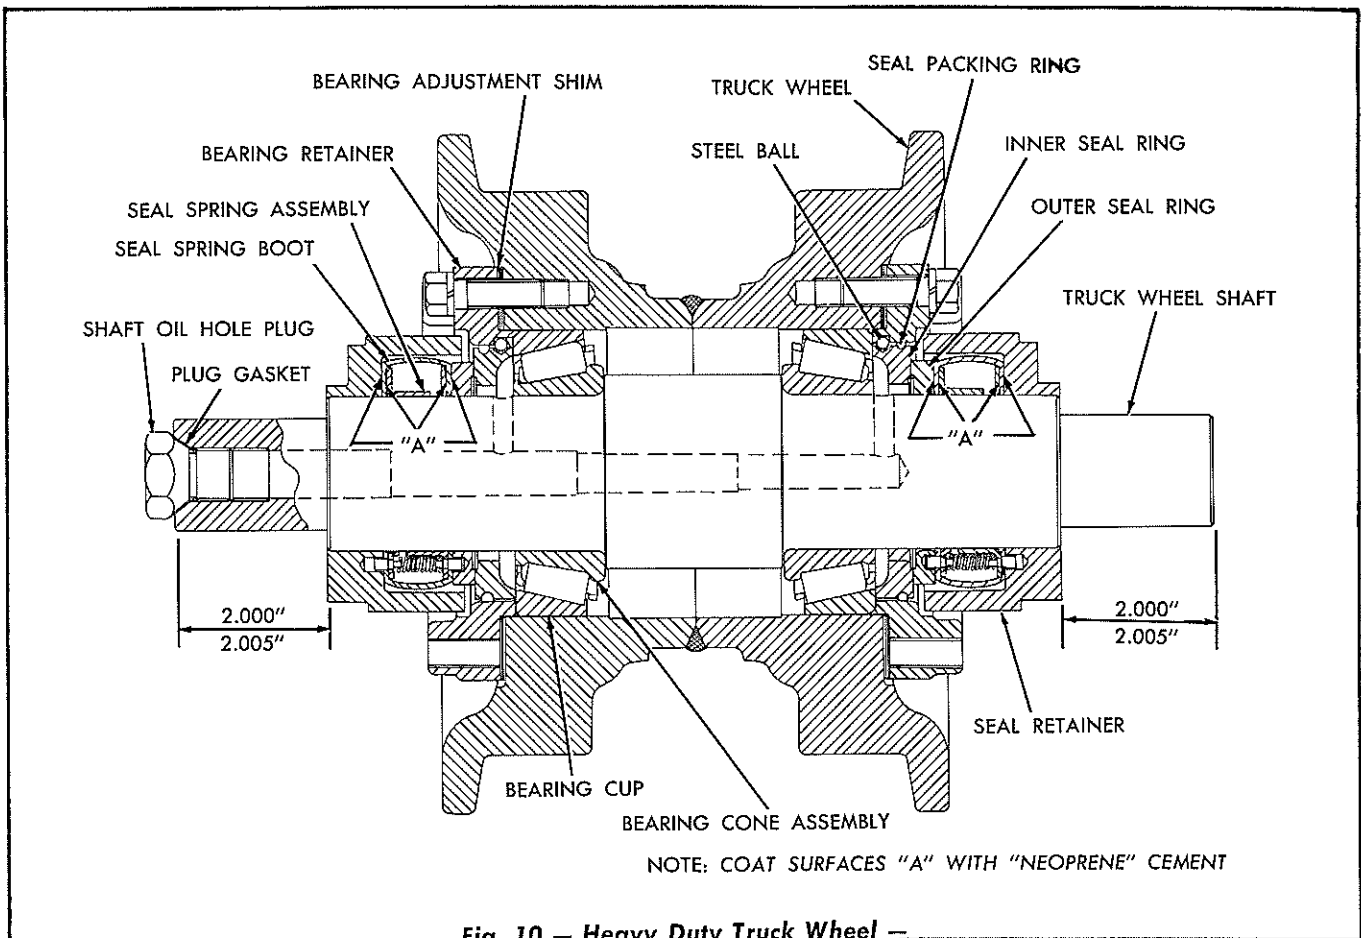 SEAL PACKING RING
BEARING ADJUSTMENT SHIM
TRUCK WHEEL
BEARING RETAINER
STEEL BALL
INNER SEAL RING
SEAL SPRING ASSEMBLY
OUTER SEAL RING
SEAL SPRING BOOT
TRUCK WHEEL SHAFT
SHAFT OIL HOLE PLUG
PLUG GASKET
"A"
"A"
2.000"
2.005"
2.000"
2.005"
SEAL RETAINER
BEARING CUP
BEARING CONE ASSEMBLY
NOTE: COAT SURFACES "A" WITH "NEOPRENE" CEMENT
Fig. 10 — Heavy Duty Truck Wheel —